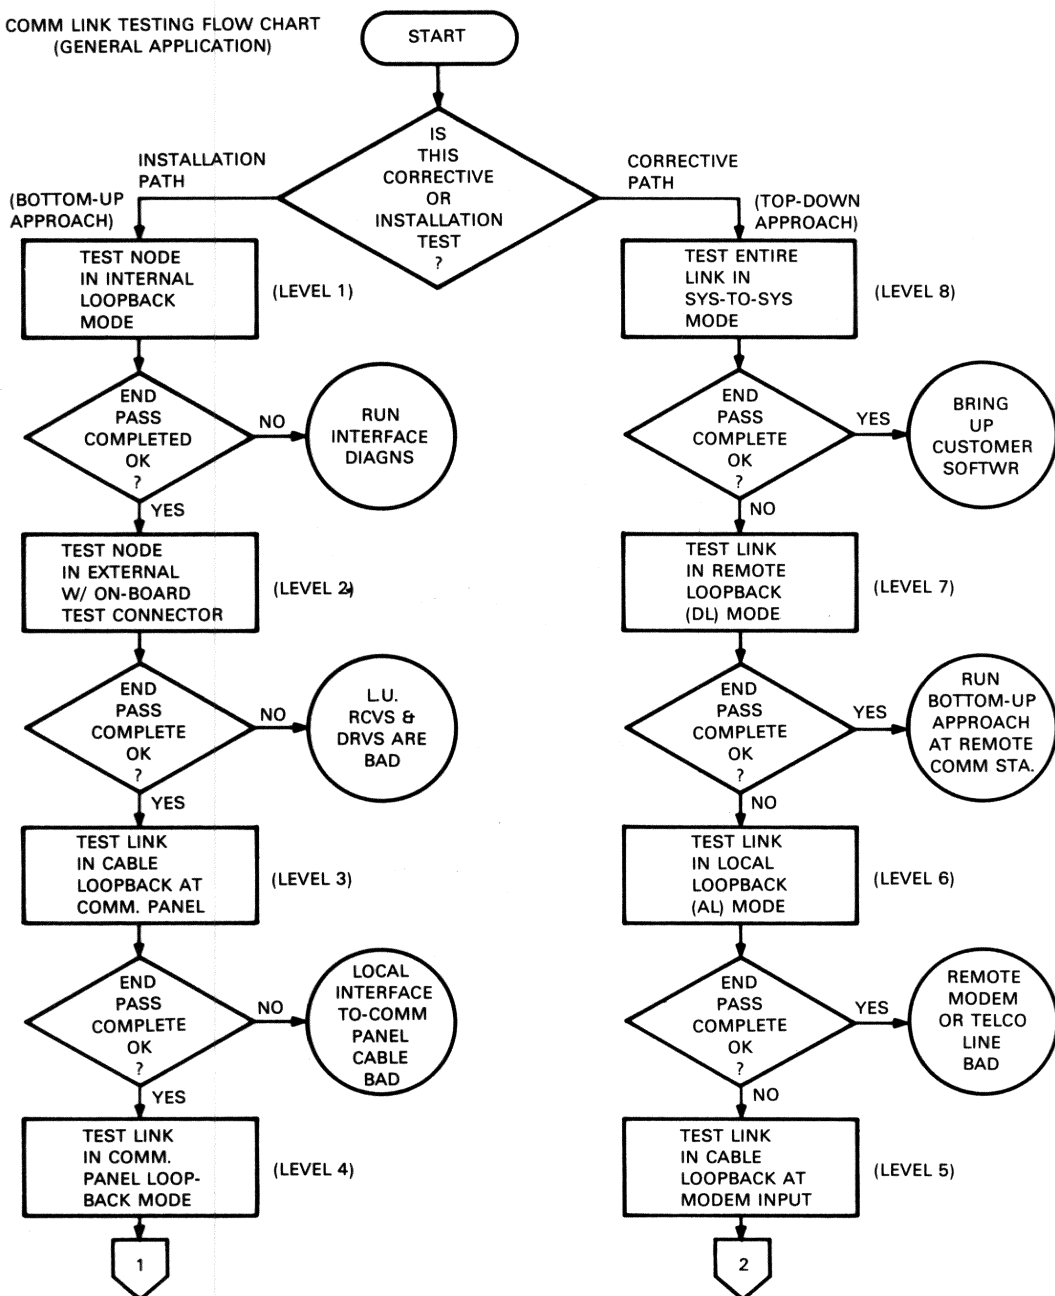 COMM LINK TESTING FLOW CHART
(GENERAL APPLICATION)
START
IS
THIS
CORRECTIVE
OR
INSTALLATION
TEST
?
INSTALLATION
PATH
(BOTTOM-UP
APPROACH)
CORRECTIVE
PATH
(TOP-DOWN
APPROACH)
TEST NODE
IN INTERNAL
LOOPBACK
MODE
(LEVEL 1)
END
PASS
COMPLETED
OK
?
NO
RUN
INTERFACE
DIAGNS
YES
TEST NODE
IN EXTERNAL
W/ ON-BOARD
TEST CONNECTOR
(LEVEL 2)
END
PASS
COMPLETE
OK
?
NO
L.U.
RCVS &
DRVS ARE
BAD
YES
TEST LINK
IN CABLE
LOOPBACK AT
COMM. PANEL
(LEVEL 3)
END
PASS
COMPLETE
OK
?
NO
LOCAL
INTERFACE
TO-COMM
PANEL
CABLE
BAD
YES
TEST LINK
IN COMM.
PANEL LOOP-
BACK MODE
(LEVEL 4)
1
TEST ENTIRE
LINK IN
SYS-TO-SYS
MODE
(LEVEL 8)
END
PASS
COMPLETE
OK
?
YES
BRING
UP
CUSTOMER
SOFTWR
NO
TEST LINK
IN REMOTE
LOOPBACK
(DL) MODE
(LEVEL 7)
END
PASS
COMPLETE
OK
?
YES
RUN
BOTTOM-UP
APPROACH
AT REMOTE
COMM STA.
NO
TEST LINK
IN LOCAL
LOOPBACK
(AL) MODE
(LEVEL 6)
END
PASS
COMPLETE
OK
?
YES
REMOTE
MODEM
OR TELCO
LINE
BAD
NO
TEST LINK
IN CABLE
LOOPBACK AT
MODEM INPUT
(LEVEL 5)
2